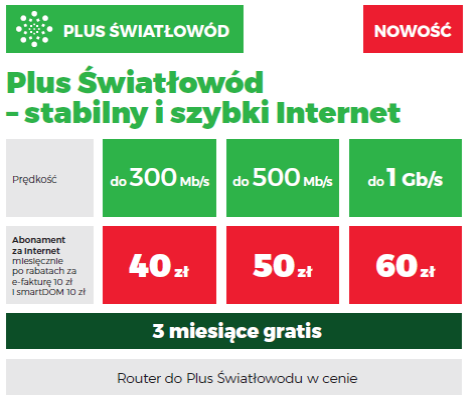 PLUS ŚWIATŁOWÓD
NOWOŚĆ
Plus Światłowód
– stabilny i szybki Internet
Prędkość
do 300 Mb/s
do 500 Mb/s
do 1 Gb/s
Abonament
za Internet
miesięcznie
po rabatach za
e-fakturę 10 zł
i smartDOM 10 zł
40 zł
50 zł
60 zł
3 miesiące gratis
Router do Plus Światłowodu w cenie